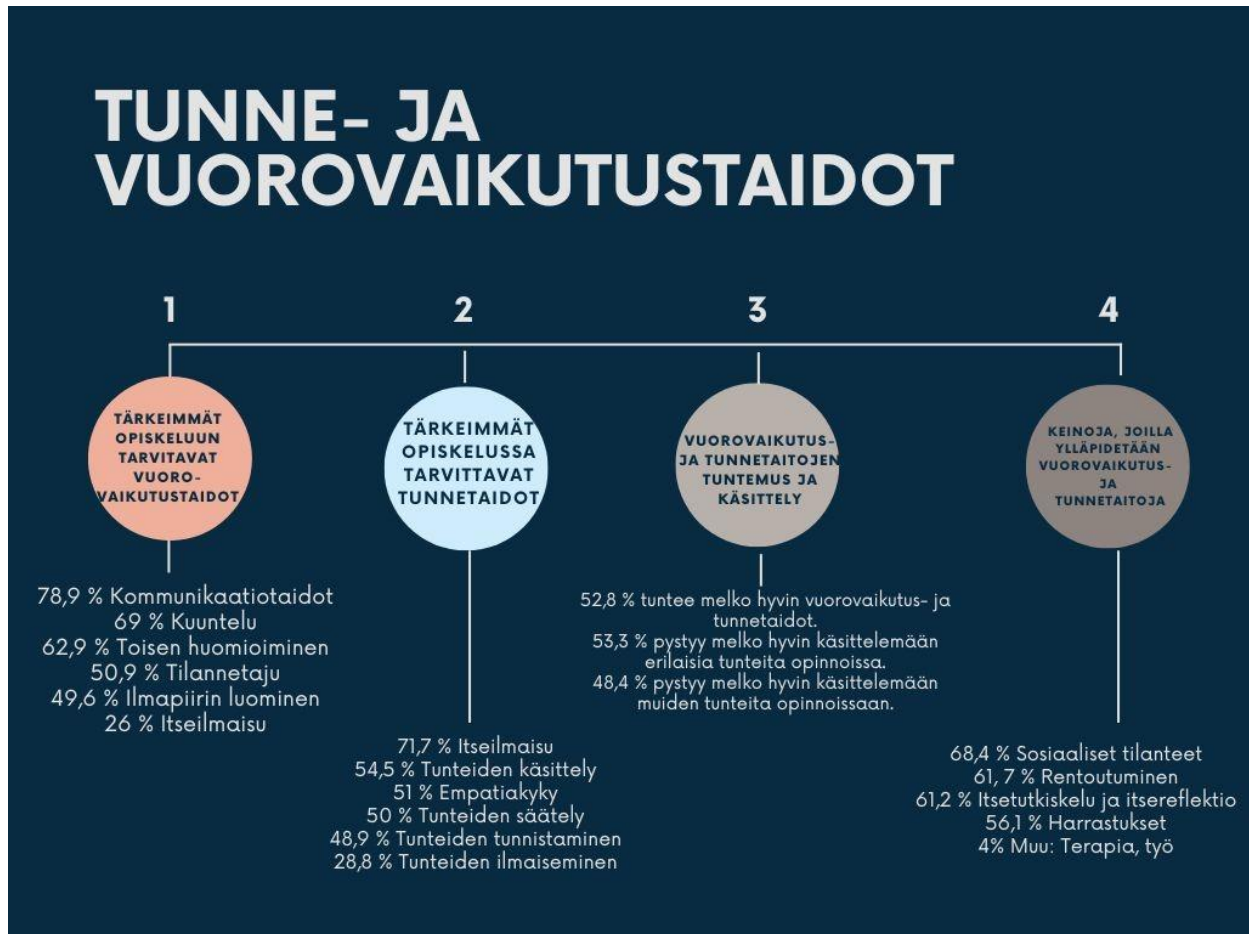 TUNNE- JA
VUOROVAIKUTUSTAIDOT
1
TÄRKEIMMÄT
OPISKELUUN
TARVITAVAT
VUORO-
VAIKUTUSTAIDOT
78,9 % Kommunikaatiotaidot
69 % Kuuntelu
62,9 % Toisen huomioiminen
50,9 % Tilannetaju
49,6 % Ilmapiirin luominen
26 % Itseilmaisu
2
TÄRKEIMMÄT
OPISKELUSSA
TARVITTAVAT
TUNNETAIDOT
71,7 % Itseilmaisu
54,5 % Tunteiden käsittely
51 % Empatiakyky
50 % Tunteiden säätely
48,9 % Tunteiden tunnistaminen
28,8 % Tunteiden ilmaiseminen
3
VUOROVAIKUTUS-
JA TUNNETAITOJEN
TUNTEMUS JA
KÄSITTELY
52,8 % tuntee melko hyvin vuorovaikutus- ja
tunnetaidot.
53,3 % pystyy melko hyvin käsittelemään
erilaisia tunteita opinnoissa.
48,4 % pystyy melko hyvin käsittelemään
muiden tunteita opinnoissaan.
4
KEINOJA, JOILLA
YLLÄPIDETÄÄN
VUOROVAIKUTUS-
JA
TUNNETAITOJA
68,4 % Sosiaaliset tilanteet
61, 7 % Rentoutuminen
61,2 % Itsetutkiskelu ja itsereflektio
56,1 % Harrastukset
4% Muu: Terapia, työ